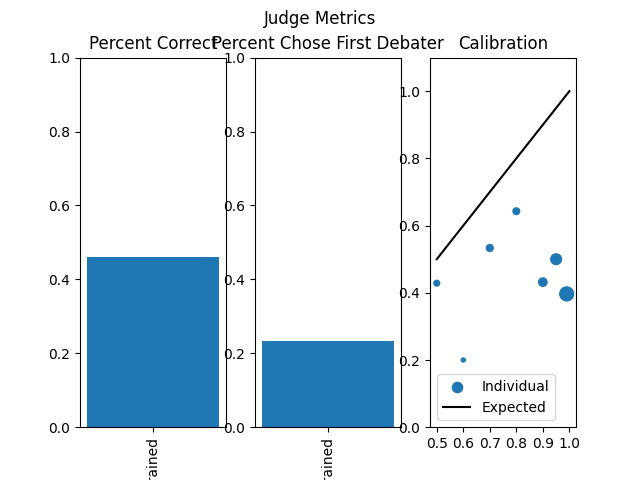 Judge Metrics
Percent Correct
Percent Chose First Debater
Calibration
1.0
0.8
0.6
0.4
0.2
0.0
rained
1.0
0.8
0.6
0.4
0.2
0.0
rained
1.0
0.8
0.6
0.4
0.2
0.0
Individual
Expected
0.5 0.6 0.7 0.8 0.9 1.0